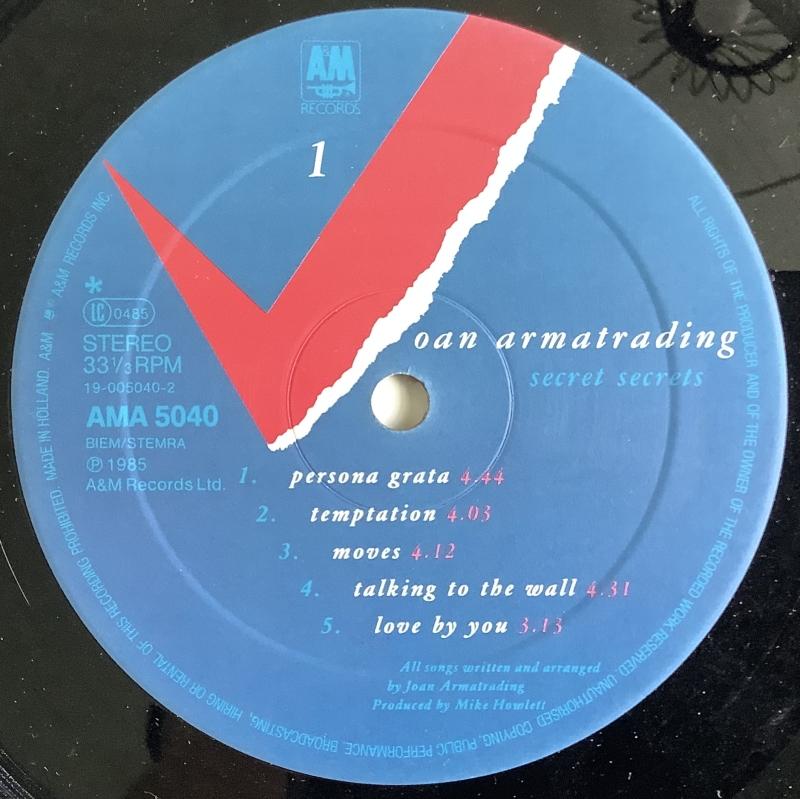 A&M
RECORDS
1
LC 0485
STEREO
33 1/3 RPM
19-005040-2
AMA 5040
BIEM/STEMRA
℗ 1985
A&M Records Ltd.
oan armatrading
secret secrets
1. persona grata 4.44
2. temptation 4.03
3. moves 4.12
4. talking to the wall 4.31
5. love by you 3.13
All songs written and arranged
by Joan Armatrading
Produced by Mike Howlett
ALL RIGHTS OF THE PRODUCER AND OF THE OWNER OF THE RECORDED WORK RESERVED. UNAUTHORISED COPYING, PUBLIC PERFORMANCE, BROADCASTING, HIRING OR RENTAL OF THIS RECORDING PROHIBITED. MADE IN HOLLAND. A&M A&M RECORDS INC.